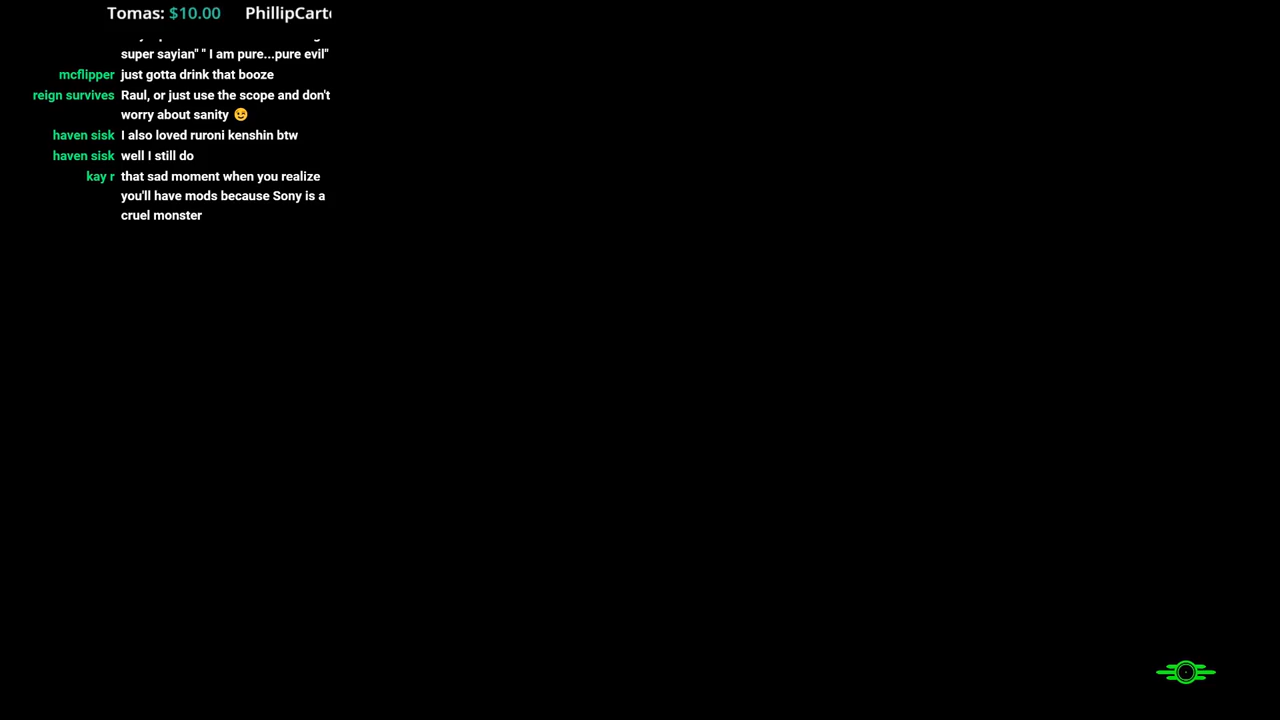 Tomas: $10.00 PhillipCart
super sayian" " I am pure...pure evil"
mcflipper just gotta drink that booze
reign survives Raul, or just use the scope and don't
worry about sanity 😉
haven sisk I also loved ruroni kenshin btw
haven sisk well I still do
kay r that sad moment when you realize
you'll have mods because Sony is a
cruel monster